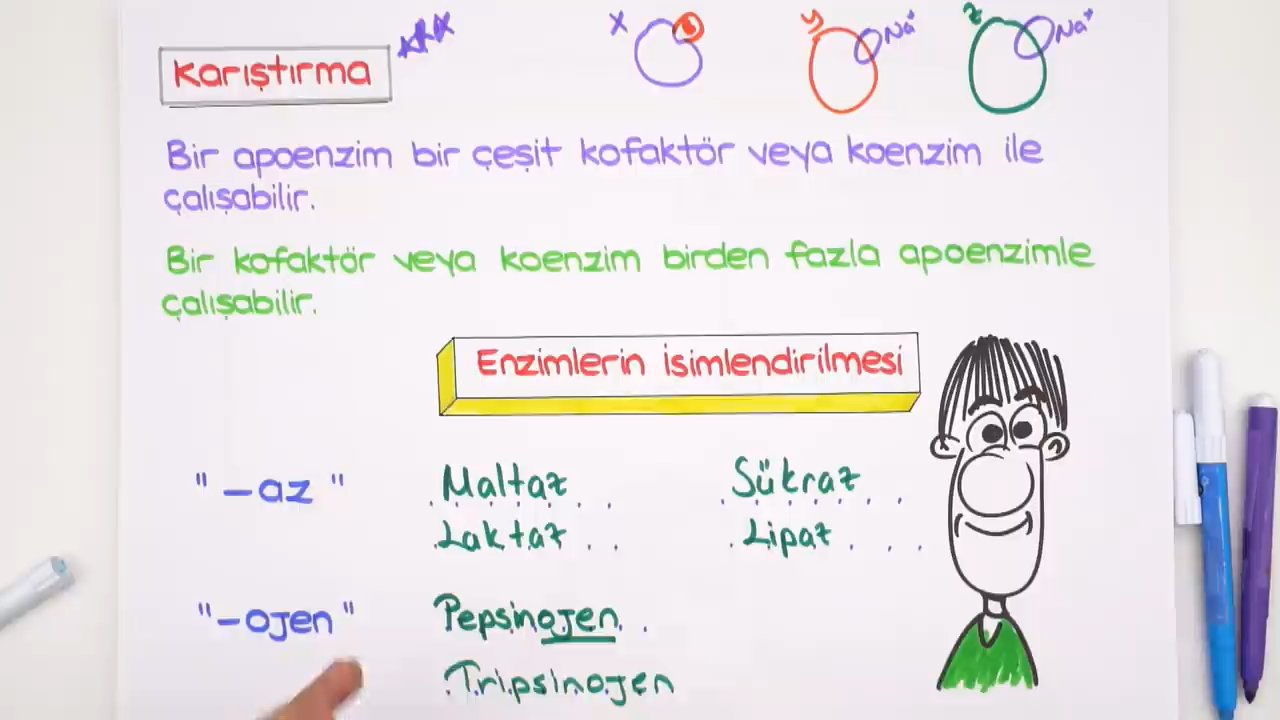 Karıştırma
x
y
Na⁺
z
Na⁺
Bir apoenzim bir çeşit kofaktör veya koenzim ile
çalışabilir.
Bir kofaktör veya koenzim birden fazla apoenzimle
çalışabilir.
Enzimlerin İsimlendirilmesi
"-az" Maltaz Sükraz
Laktaz Lipaz
"-ojen" Pepsinojen
Tripsinojen